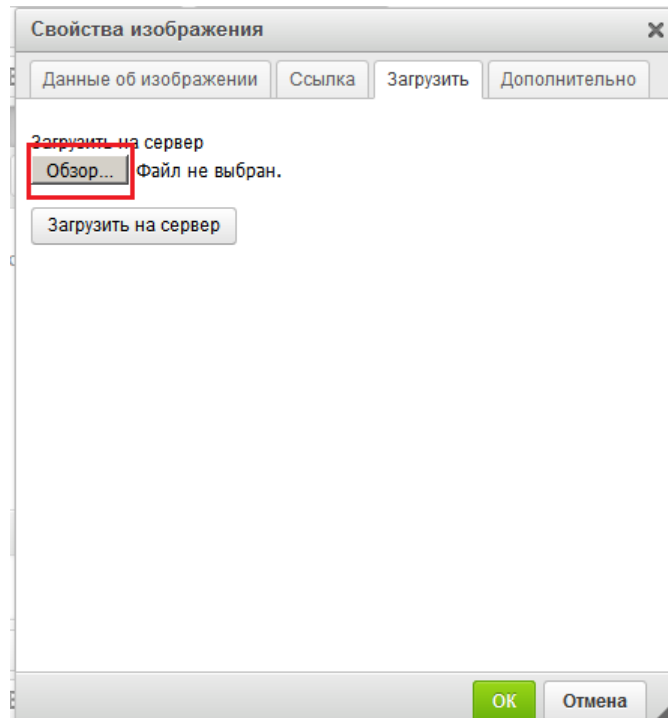 Свойства изображения
Данные об изображении Ссылка Загрузить Дополнительно
Загрузить на сервер
Обзор... Файл не выбран.
Загрузить на сервер
ОК Отмена